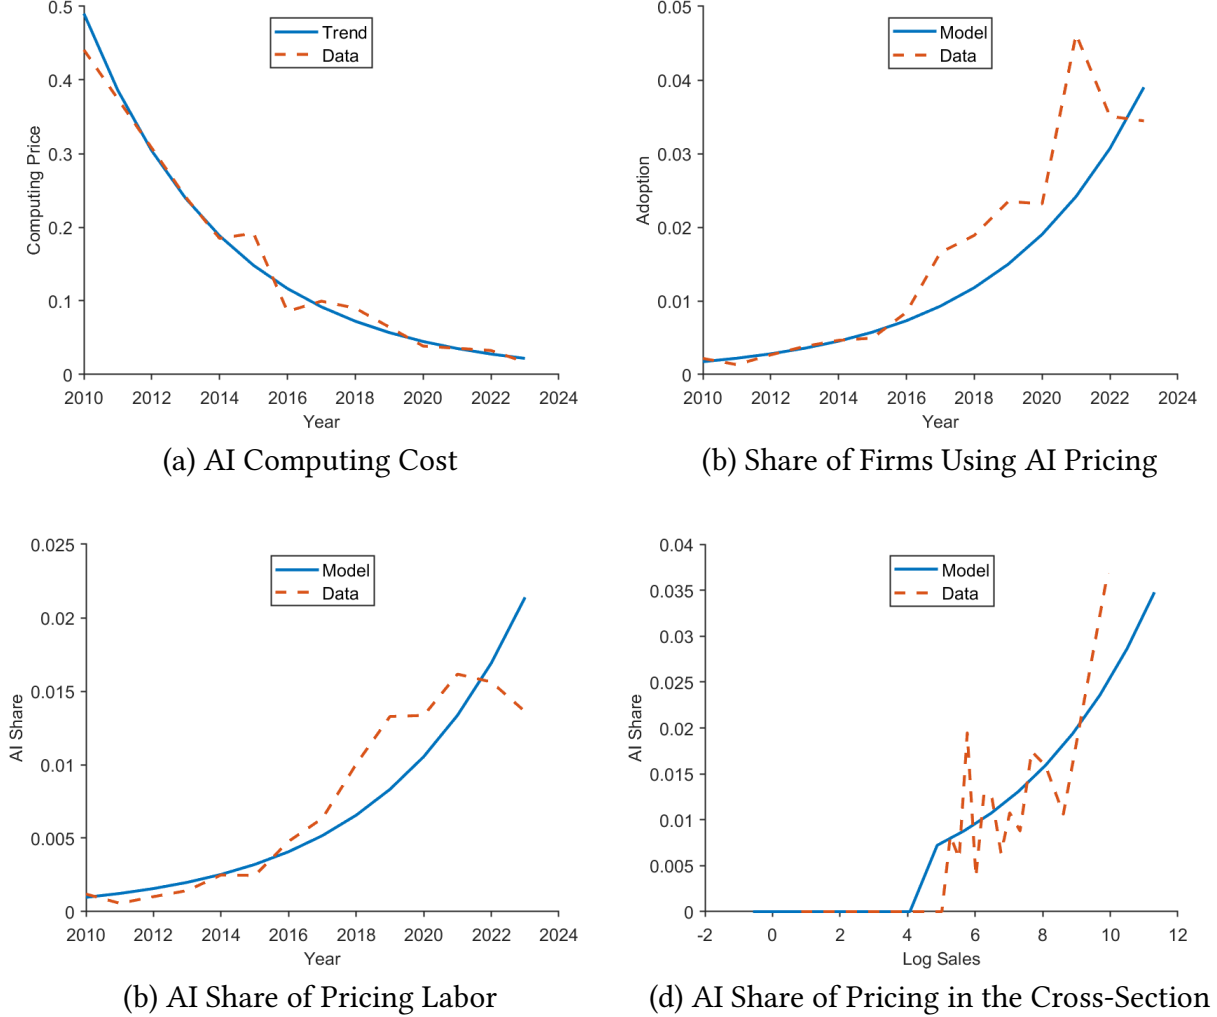 0.5
0.4
0.3
0.2
0.1
0
Computing Price
Trend
Data
2010 2012 2014 2016 2018 2020 2022 2024
Year
(a) AI Computing Cost
0.05
0.04
0.03
0.02
0.01
0
Adoption
Model
Data
2010 2012 2014 2016 2018 2020 2022 2024
Year
(b) Share of Firms Using AI Pricing
0.025
0.02
0.015
0.01
0.005
0
AI Share
Model
Data
2010 2012 2014 2016 2018 2020 2022 2024
Year
(b) AI Share of Pricing Labor
0.04
0.035
0.03
0.025
0.02
0.015
0.01
0.005
0
AI Share
Model
Data
-2 0 2 4 6 8 10 12
Log Sales
(d) AI Share of Pricing in the Cross-Section